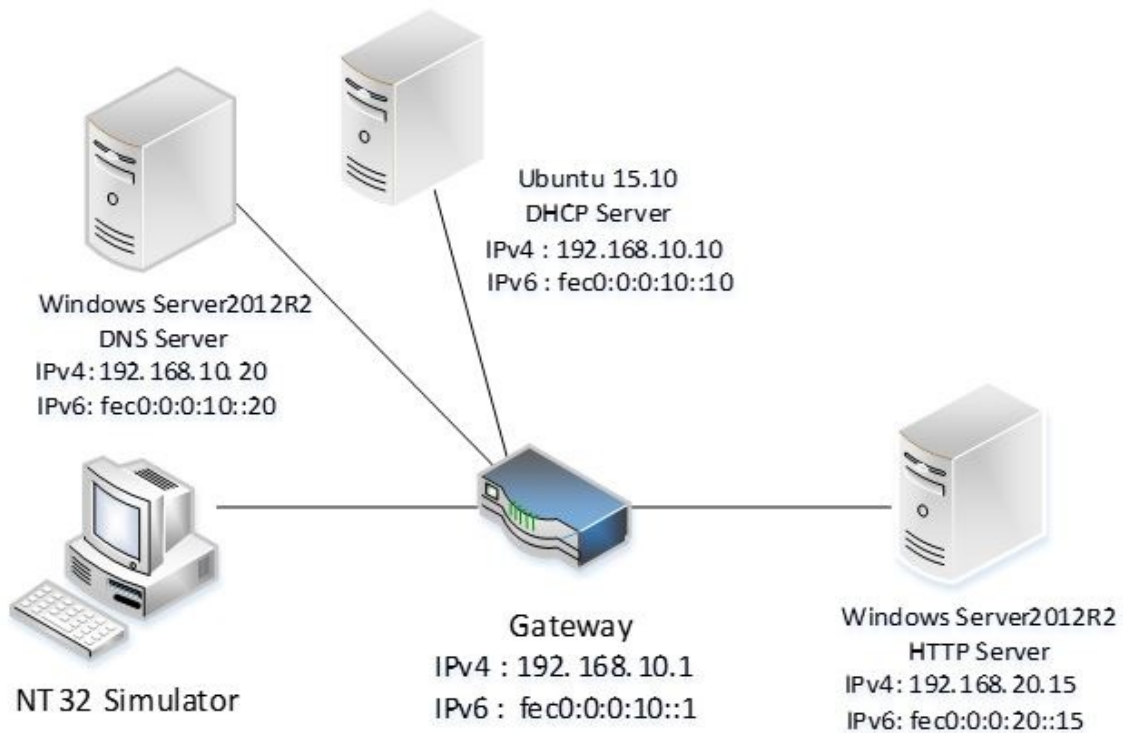 Ubuntu 15.10
DHCP Server
IPv4 : 192.168.10.10
IPv6 : fec0:0:0:10::10
Windows Server2012R2
DNS Server
IPv4: 192. 168. 10. 20
IPv6: fec0:0:0:10::20
NT 32 Simulator
Gateway
IPv4 : 192. 168. 10.1
IPv6 : fec0:0:0:10::1
Windows Server2012R2
HTTP Server
IPv4: 192. 168. 20.15
IPv6: fec0:0:0:20::15